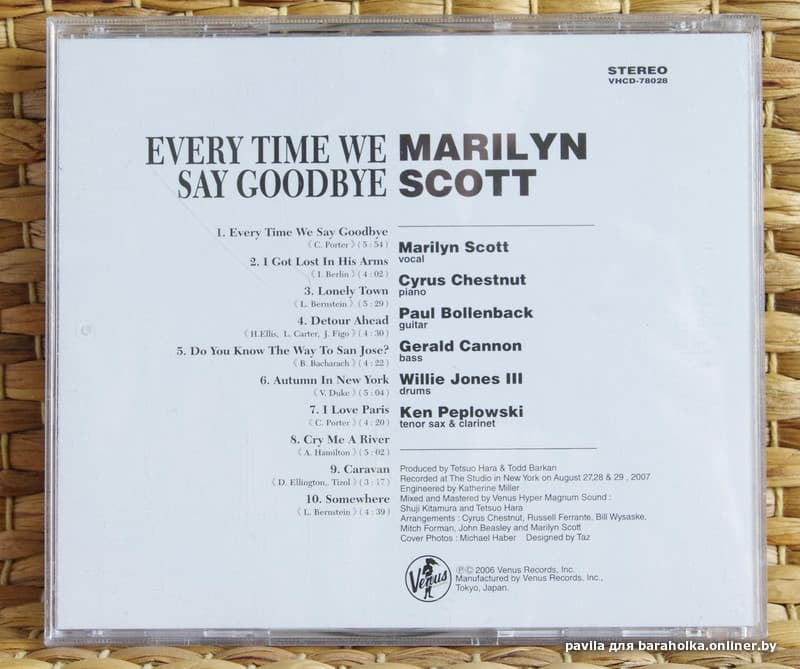 STEREO
VHCD-78028
EVERY TIME WE
SAY GOODBYE
MARILYN
SCOTT
1. Every Time We Say Goodbye
《 C. Porter 》( 5 : 54 )
2. I Got Lost In His Arms
《 I. Berlin 》( 4 : 02 )
3. Lonely Town
《 L. Bernstein 》( 5 : 29 )
4. Detour Ahead
《 H.Ellis, L. Carter, J. Figo 》( 4 : 30 )
5. Do You Know The Way To San Jose?
《 B. Bacharach 》( 4 : 22 )
6. Autumn In New York
《 V. Duke 》( 5 : 04 )
7. I Love Paris
《 C. Porter 》( 4 : 20 )
8. Cry Me A River
《 A. Hamilton 》( 5 : 02 )
9. Caravan
《 D. Ellington,. Tizol 》( 3 : 17 )
10. Somewhere
《 L. Bernstein 》( 4 : 39 )
Marilyn Scott
vocal
Cyrus Chestnut
piano
Paul Bollenback
guitar
Gerald Cannon
bass
Willie Jones III
drums
Ken Peplowski
tenor sax & clarinet
Produced by Tetsuo Hara & Todd Barkan
Recorded at The Studio in New York on August 27,28 & 29 , 2007
Engineered by Katherine Miller
Mixed and Mastered by Venus Hyper Magnum Sound :
Shuji Kitamura and Tetsuo Hara
Arrangements : Cyrus Chestnut, Russell Ferrante, Bill Wysaske,
Mitch Forman, John Beasley and Marilyn Scott
Cover Photos : Michael Haber Designed by Taz
Venus
ⓅⒸ 2006 Venus Records, Inc.
Manufactured by Venus Records, Inc.,
Tokyo, Japan.
pavila для baraholka.onliner.by